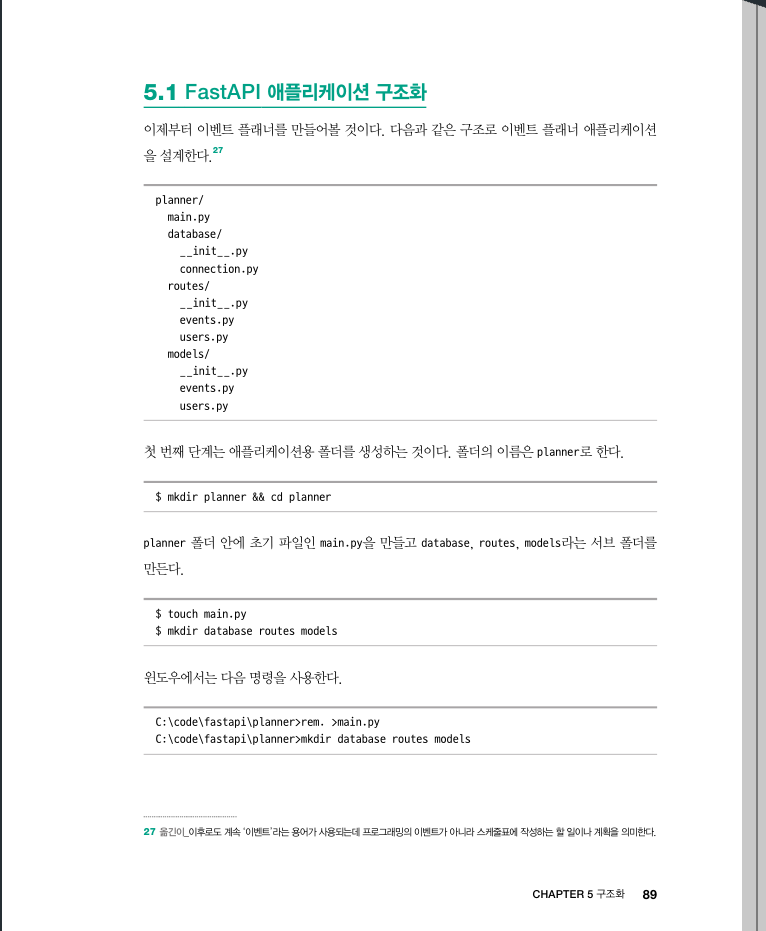 5.1 FastAPI 애플리케이션 구조화
이제부터 이벤트 플래너를 만들어볼 것이다. 다음과 같은 구조로 이벤트 플래너 애플리케이션
을 설계한다.27
planner/
  main.py
  database/
    __init__.py
    connection.py
  routes/
    __init__.py
    events.py
    users.py
  models/
    __init__.py
    events.py
    users.py
첫 번째 단계는 애플리케이션용 폴더를 생성하는 것이다. 폴더의 이름은 planner로 한다.
$ mkdir planner && cd planner
planner 폴더 안에 초기 파일인 main.py을 만들고 database, routes, models라는 서브 폴더를
만든다.
$ touch main.py
$ mkdir database routes models
윈도우에서는 다음 명령을 사용한다.
C:\code\fastapi\planner>rem. >main.py
C:\code\fastapi\planner>mkdir database routes models
27 옮긴이_이후로도 계속 '이벤트'라는 용어가 사용되는데 프로그래밍의 이벤트가 아니라 스케줄표에 작성하는 할 일이나 계획을 의미한다.
CHAPTER 5 구조화 89